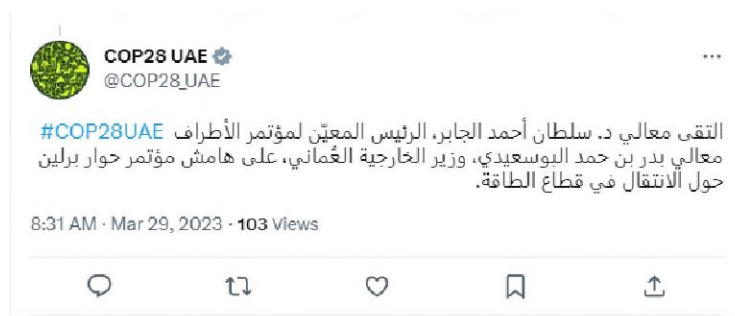 COP28 UAE
@COP28_UAE
التقى معالي د. سلطان أحمد الجابر، الرئيس المعيّن لمؤتمر الأطراف #COP28UAE
معالي بدر بن حمد البوسعيدي، وزير الخارجية العُماني، على هامش مؤتمر حوار برلين
حول الانتقال في قطاع الطاقة.
8:31 AM · Mar 29, 2023 · 103 Views